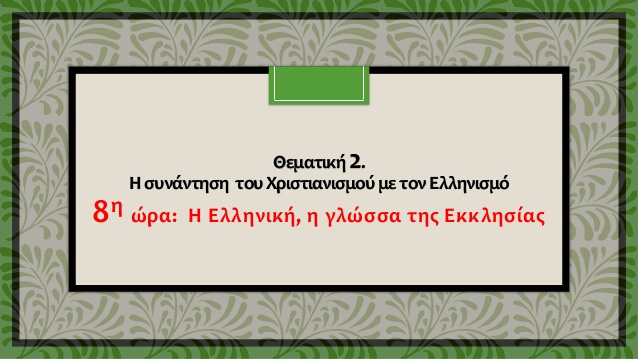 Θεματική 2.
Η συνάντηση του Χριστιανισμού με τον Ελληνισμό
8η ώρα: Η Ελληνική, η γλώσσα της Εκκλησίας